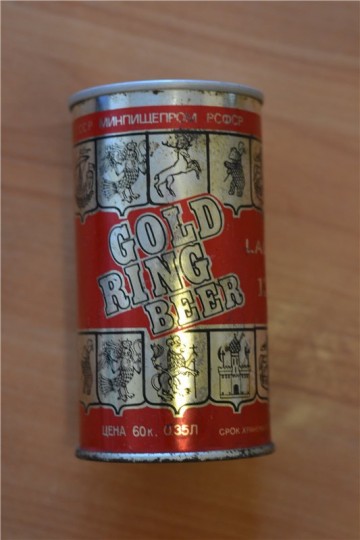 МИНПИЩЕПРОМ РСФСР
GOLD
RING
BEER
ЦЕНА 60к. 0,35Л СРОК